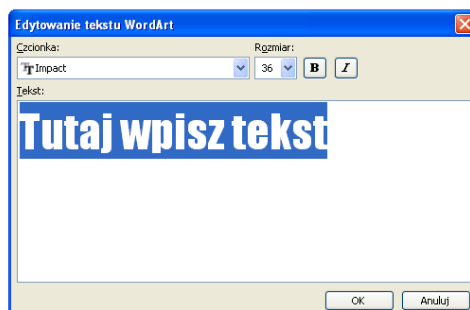 Edytowanie tekstu WordArt
Czcionka: Rozmiar:
Impact 36 B I
Tekst:
Tutaj wpisz tekst
OK Anuluj